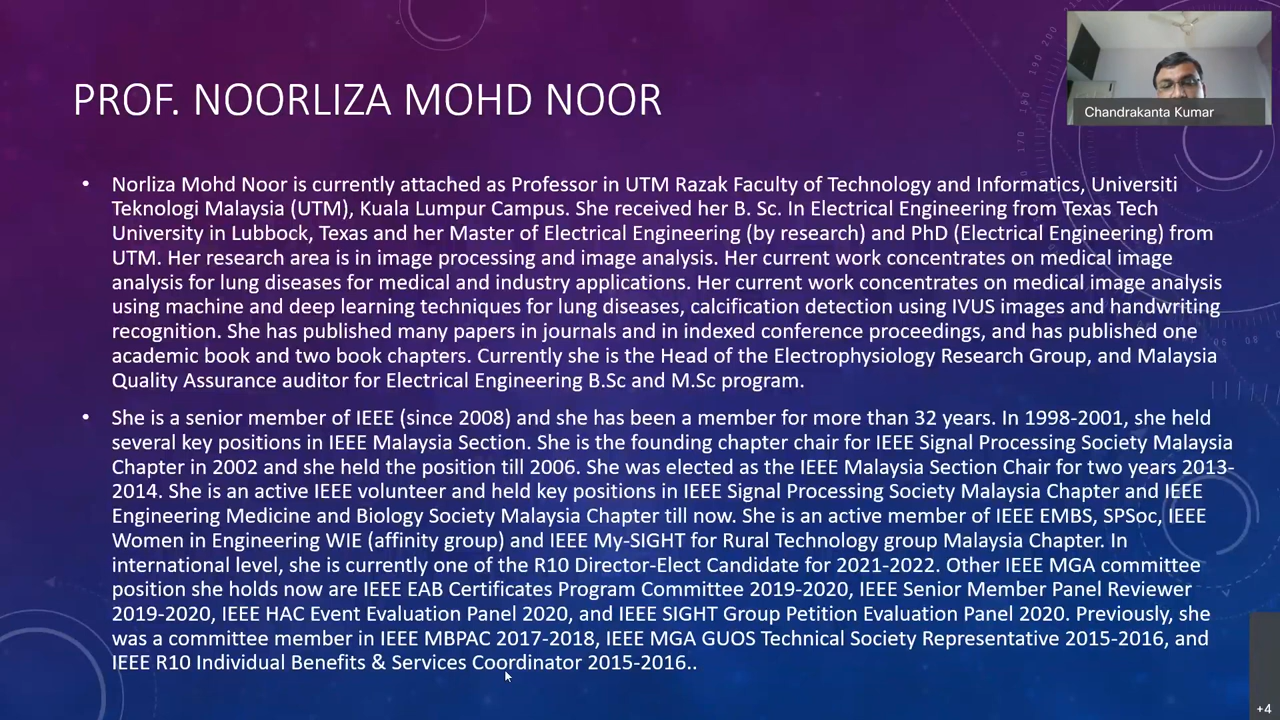 PROF. NOORLIZA MOHD NOOR
Chandrakanta Kumar
• Norliza Mohd Noor is currently attached as Professor in UTM Razak Faculty of Technology and Informatics, Universiti
Teknologi Malaysia (UTM), Kuala Lumpur Campus. She received her B. Sc. In Electrical Engineering from Texas Tech
University in Lubbock, Texas and her Master of Electrical Engineering (by research) and PhD (Electrical Engineering) from
UTM. Her research area is in image processing and image analysis. Her current work concentrates on medical image
analysis for lung diseases for medical and industry applications. Her current work concentrates on medical image analysis
using machine and deep learning techniques for lung diseases, calcification detection using IVUS images and handwriting
recognition. She has published many papers in journals and in indexed conference proceedings, and has published one
academic book and two book chapters. Currently she is the Head of the Electrophysiology Research Group, and Malaysia
Quality Assurance auditor for Electrical Engineering B.Sc and M.Sc program.
• She is a senior member of IEEE (since 2008) and she has been a member for more than 32 years. In 1998-2001, she held
several key positions in IEEE Malaysia Section. She is the founding chapter chair for IEEE Signal Processing Society Malaysia
Chapter in 2002 and she held the position till 2006. She was elected as the IEEE Malaysia Section Chair for two years 2013-
2014. She is an active IEEE volunteer and held key positions in IEEE Signal Processing Society Malaysia Chapter and IEEE
Engineering Medicine and Biology Society Malaysia Chapter till now. She is an active member of IEEE EMBS, SPSoc, IEEE
Women in Engineering WIE (affinity group) and IEEE My-SIGHT for Rural Technology group Malaysia Chapter. In
international level, she is currently one of the R10 Director-Elect Candidate for 2021-2022. Other IEEE MGA committee
position she holds now are IEEE EAB Certificates Program Committee 2019-2020, IEEE Senior Member Panel Reviewer
2019-2020, IEEE HAC Event Evaluation Panel 2020, and IEEE SIGHT Group Petition Evaluation Panel 2020. Previously, she
was a committee member in IEEE MBPAC 2017-2018, IEEE MGA GUOS Technical Society Representative 2015-2016, and
IEEE R10 Individual Benefits & Services Coordinator 2015-2016..
+4